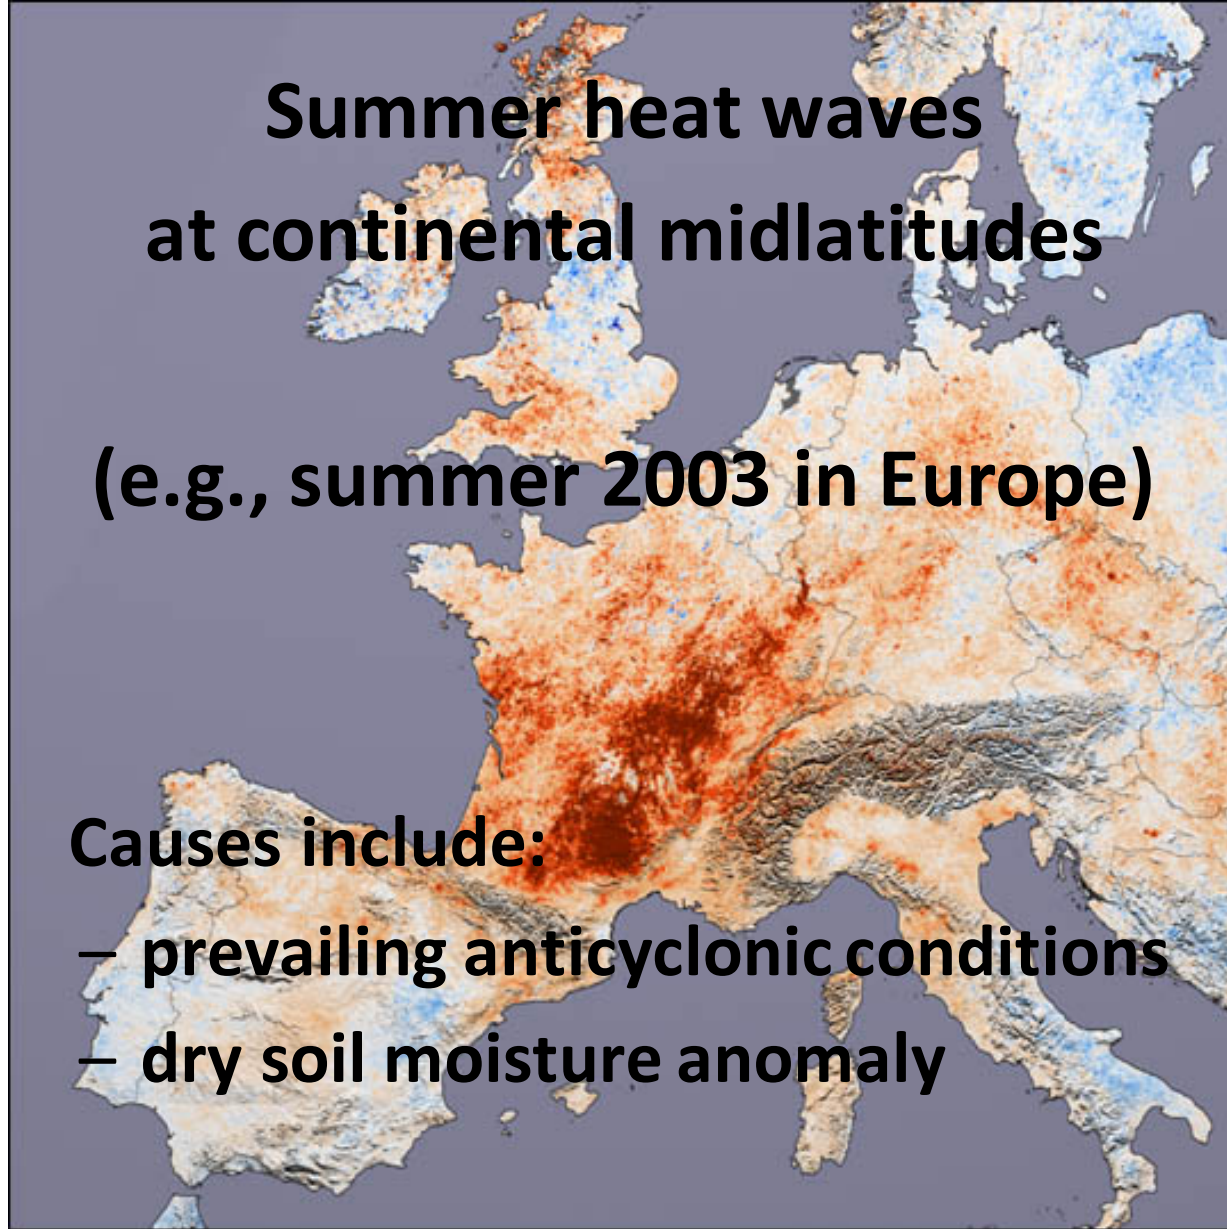 Summer heat waves
at continental midlatitudes
(e.g., summer 2003 in Europe)
Causes include:
– prevailing anticyclonic conditions
– dry soil moisture anomaly